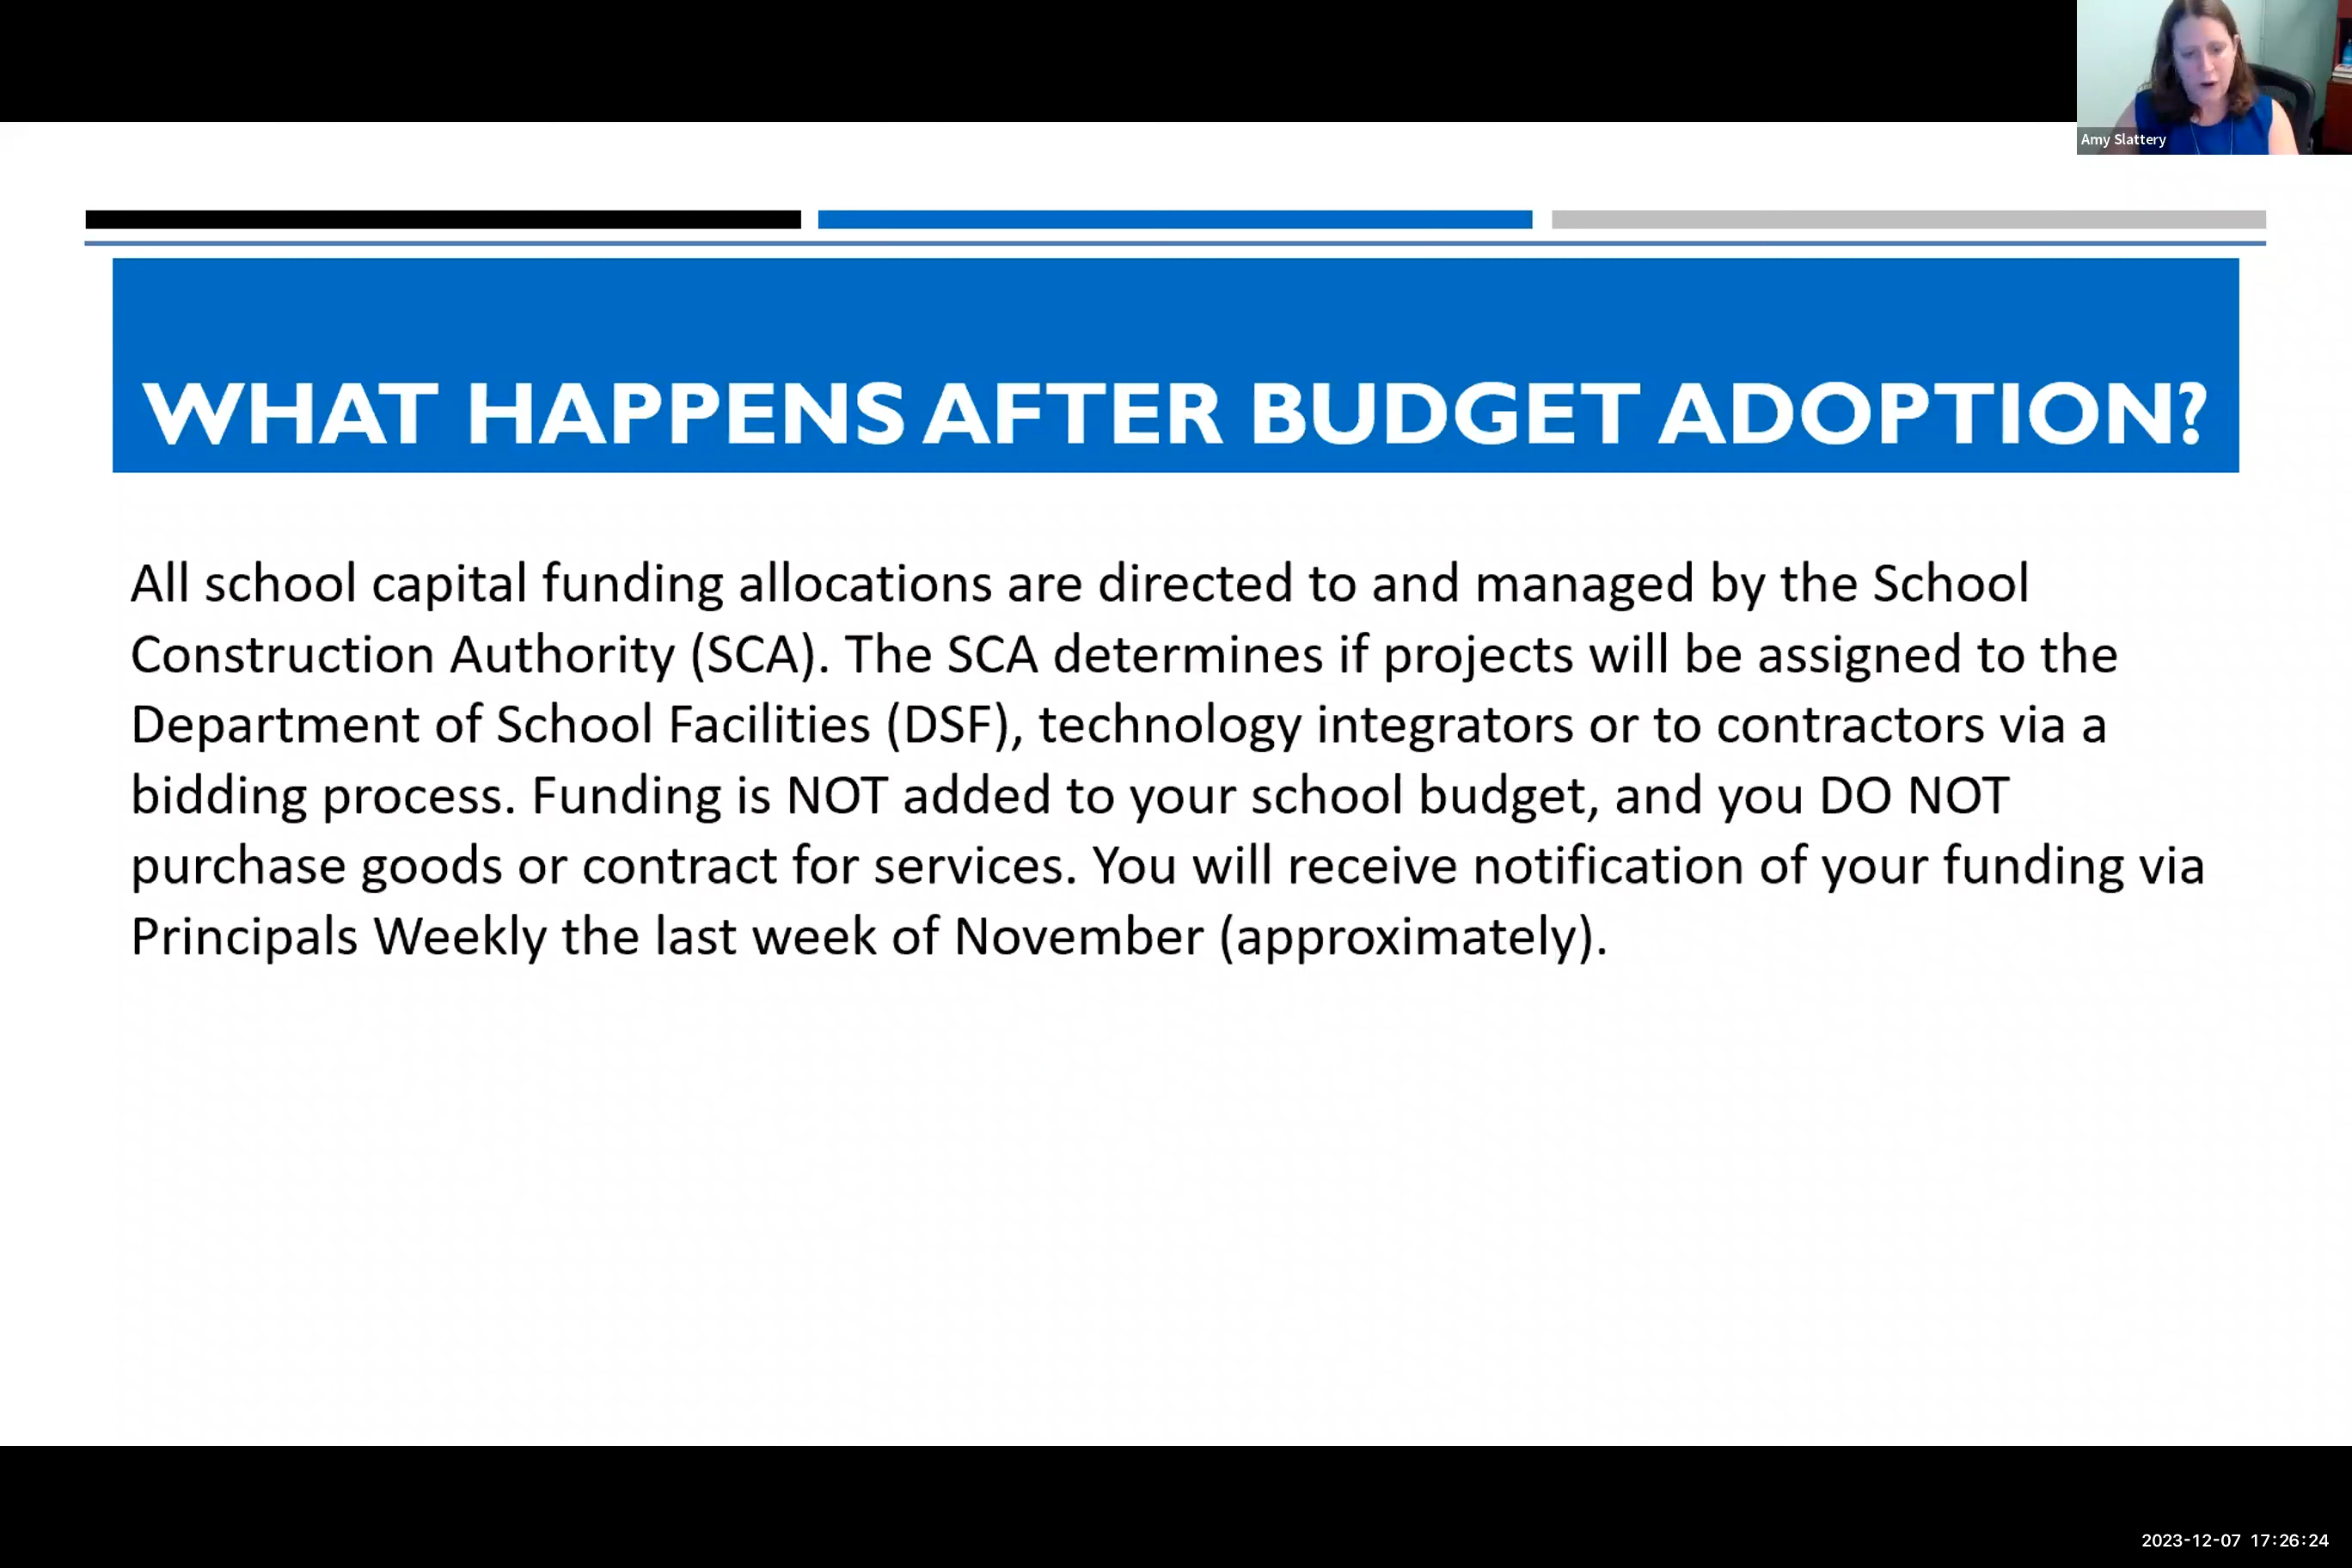 Amy Slattery
WHAT HAPPENS AFTER BUDGET ADOPTION?
All school capital funding allocations are directed to and managed by the School
Construction Authority (SCA). The SCA determines if projects will be assigned to the
Department of School Facilities (DSF), technology integrators or to contractors via a
bidding process. Funding is NOT added to your school budget, and you DO NOT
purchase goods or contract for services. You will receive notification of your funding via
Principals Weekly the last week of November (approximately).
2023-12-07 17:26:24